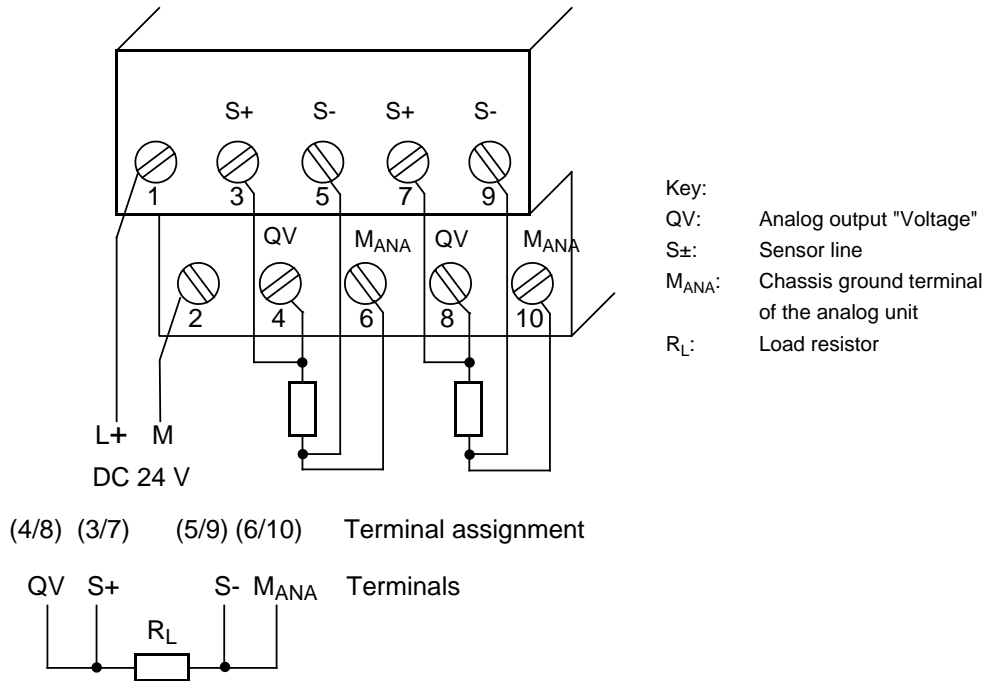 S+ S- S+ S-
1 3 5 7 9
QV MANA QV MANA
2 4 6 8 10
L+ M
DC 24 V
Key:
QV: Analog output "Voltage"
S±: Sensor line
MANA: Chassis ground terminal
of the analog unit
RL: Load resistor
(4/8) (3/7) (5/9) (6/10) Terminal assignment
QV S+ S- MANA Terminals
RL